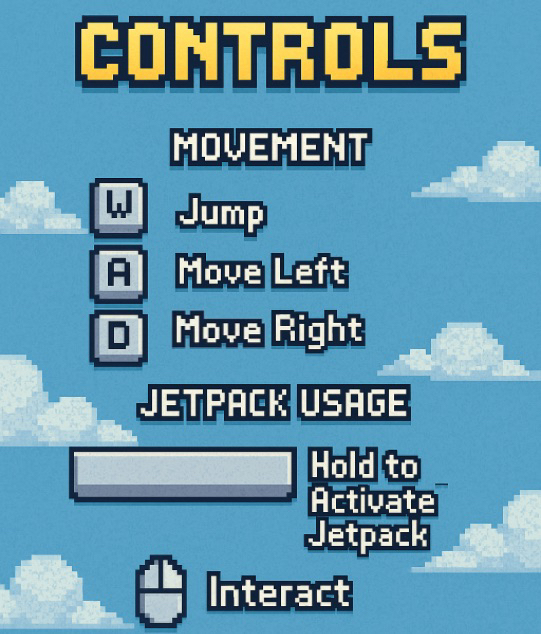 CONTROLS
MOVEMENT
W Jump
A Move Left
D Move Right
JETPACK USAGE
Hold to
Activate
Jetpack
Interact